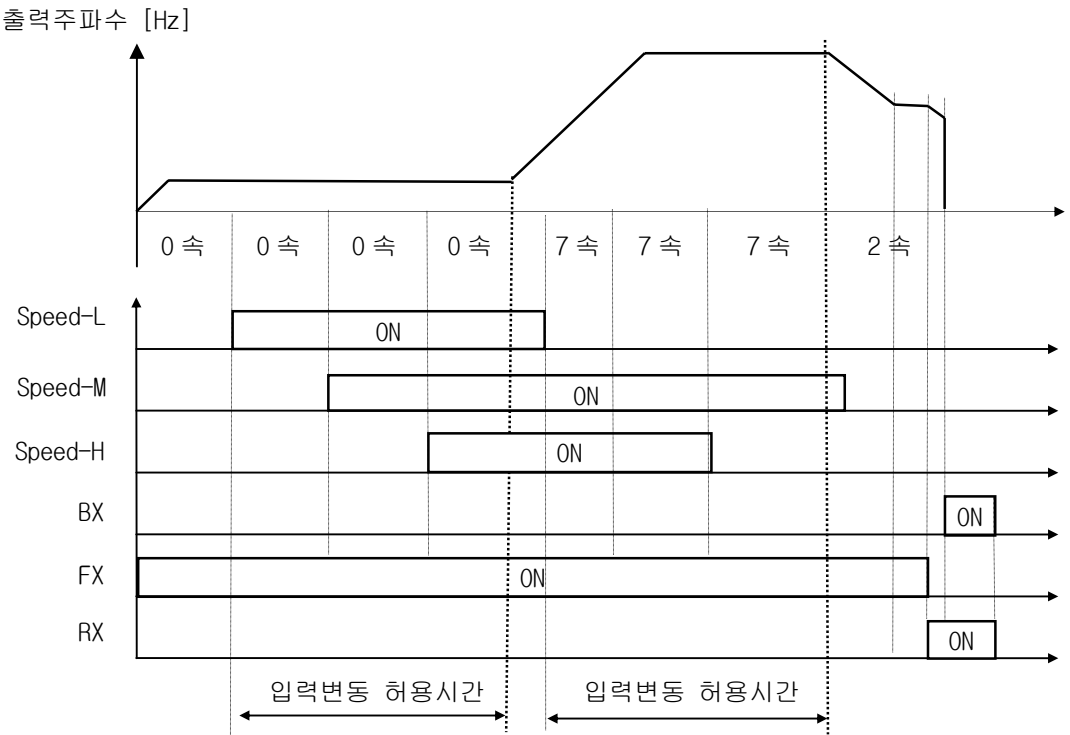 출력주파수 [Hz]
0 속 0 속 0 속 0 속 7 속 7 속 7 속 2 속
Speed-L ON
Speed-M ON
Speed-H ON
BX ON
FX ON
RX ON
입력변동 허용시간 입력변동 허용시간